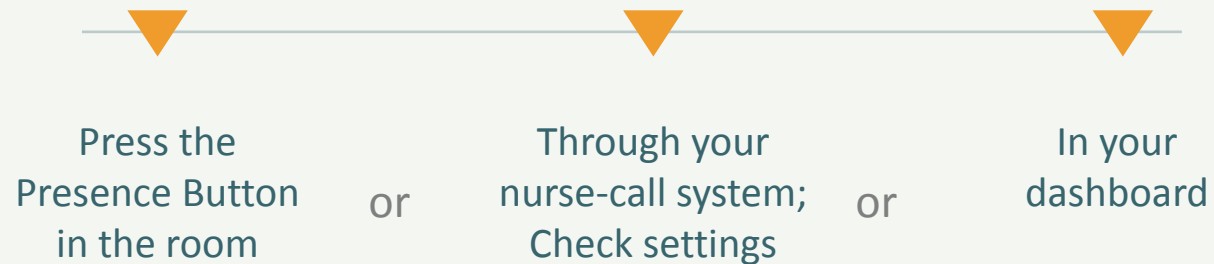 Press the
Presence Button
in the room
or
Through your
nurse-call system;
Check settings
or
In your
dashboard